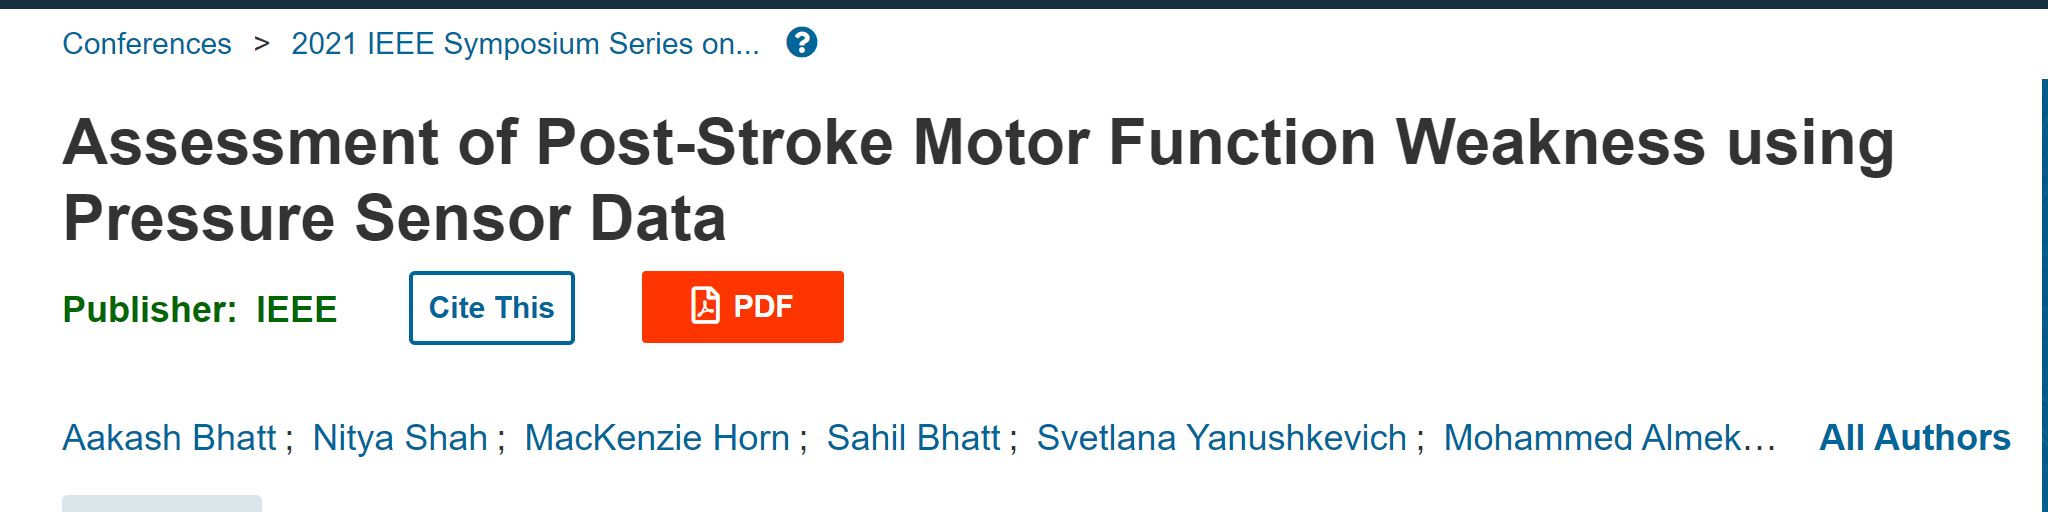 Conferences > 2021 IEEE Symposium Series on...
Assessment of Post-Stroke Motor Function Weakness using
Pressure Sensor Data
Publisher: IEEE Cite This PDF
Aakash Bhatt ; Nitya Shah ; MacKenzie Horn ; Sahil Bhatt ; Svetlana Yanushkevich ; Mohammed Almek… All Authors